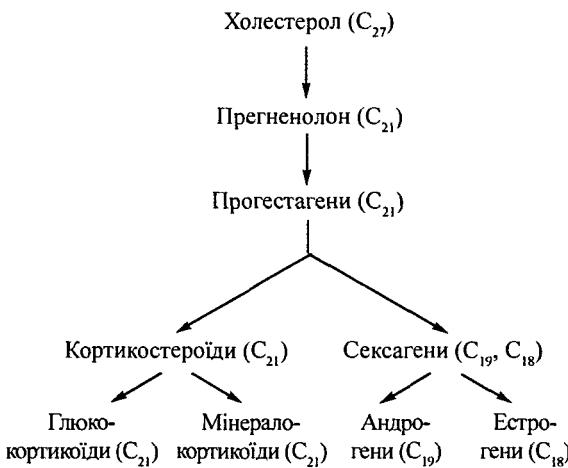 Холестерол (C₂₇)
Прегненолон (C₂₁)
Прогестагени (C₂₁)
Кортикостероїди (C₂₁)
Сексагени (C₁₉, C₁₈)
Глюко-
кортикоїди (C₂₁)
Мінерало-
кортикоїди (C₂₁)
Андро-
гени (C₁₉)
Естро-
гени (C₁₈)